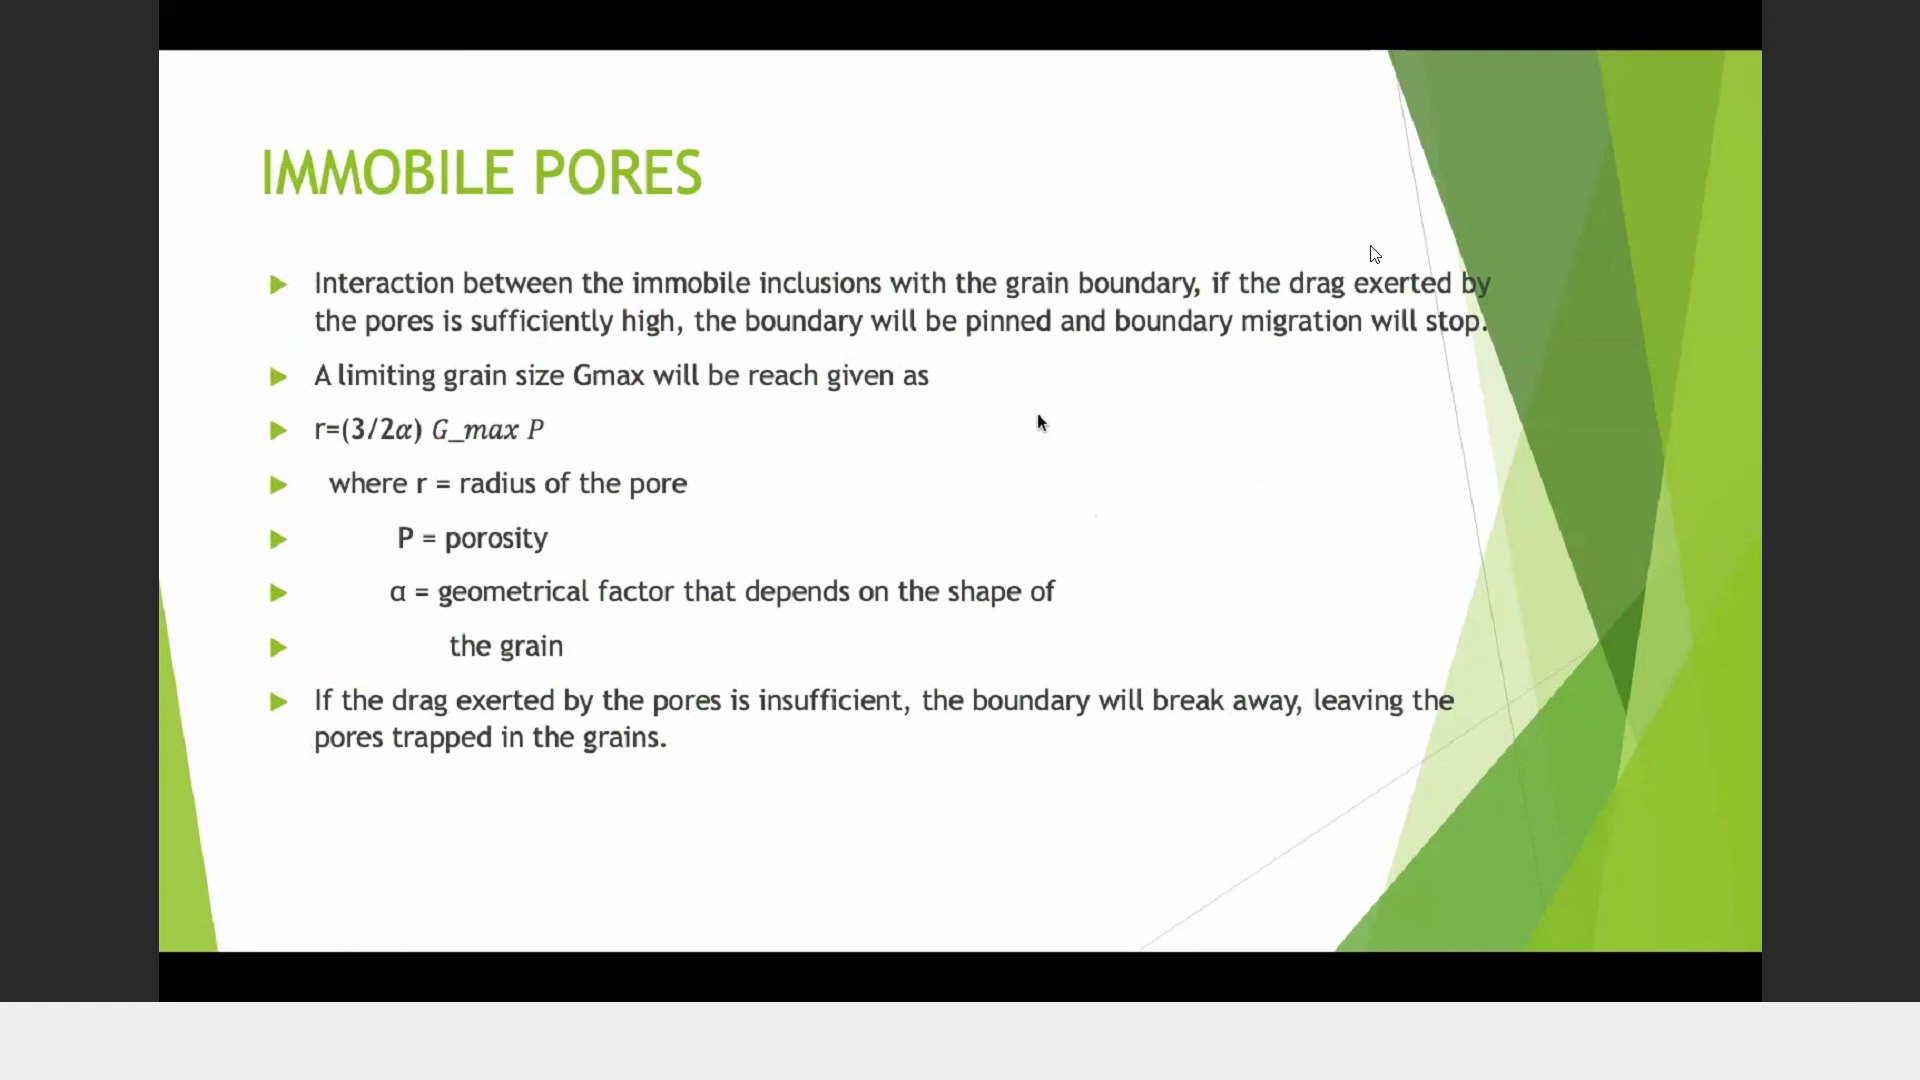 IMMOBILE PORES
Interaction between the immobile inclusions with the grain boundary, if the drag exerted by
the pores is sufficiently high, the boundary will be pinned and boundary migration will stop.
A limiting grain size Gmax will be reach given as
r=(3/2α) G_max P
where r = radius of the pore
P = porosity
α = geometrical factor that depends on the shape of
the grain
If the drag exerted by the pores is insufficient, the boundary will break away, leaving the
pores trapped in the grains.